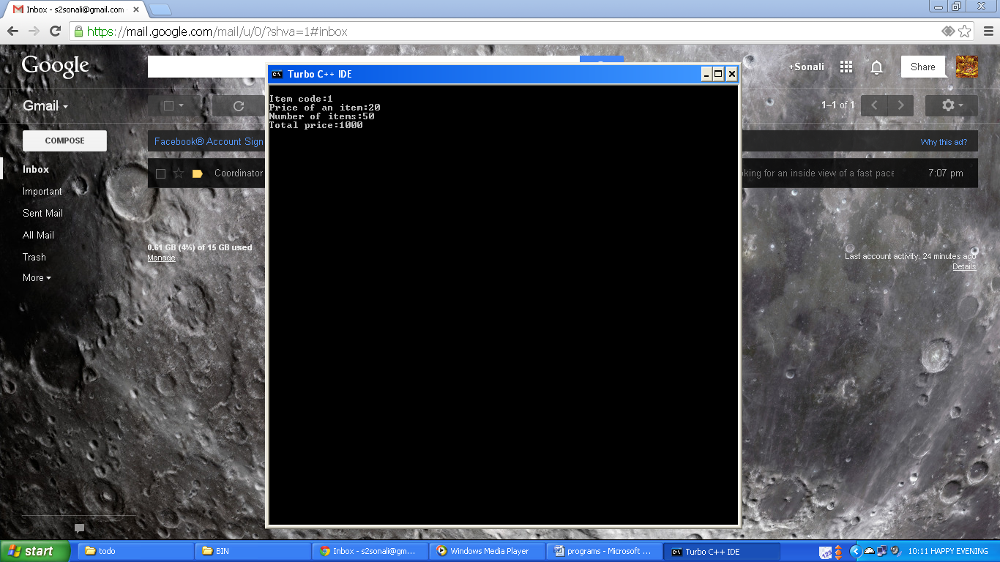 Inbox - s2sonali@gmail.com
https://mail.google.com/mail/u/0/?shva=1#inbox
Google
+Sonali
Share
Turbo C++ IDE
Item code:1
Price of an item:20
Number of items:50
Total price:1000
Gmail
1–1 of 1
COMPOSE
Facebook® Account Sign
Why this ad?
Inbox
Coordinator
king for an inside view of a fast pace
7:07 pm
Important
Sent Mail
All Mail
Trash
More
0.61 GB (4%) of 15 GB used
Manage
Last account activity: 24 minutes ago
Details
start
todo
BIN
Inbox - s2sonali@gm...
Windows Media Player
programs - Microsoft ...
Turbo C++ IDE
10:11 HAPPY EVENING